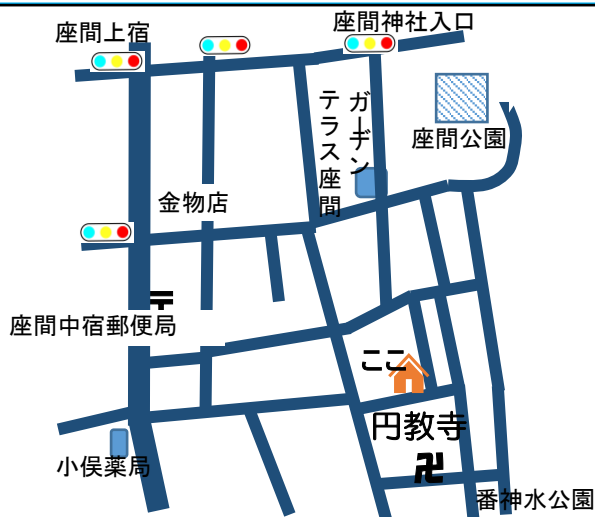 座間上宿
座間神社入口
ガーデン
テラス座間
座間公園
金物店
〒
座間中宿郵便局
ここ
円教寺
卍
小俣薬局
番神水公園